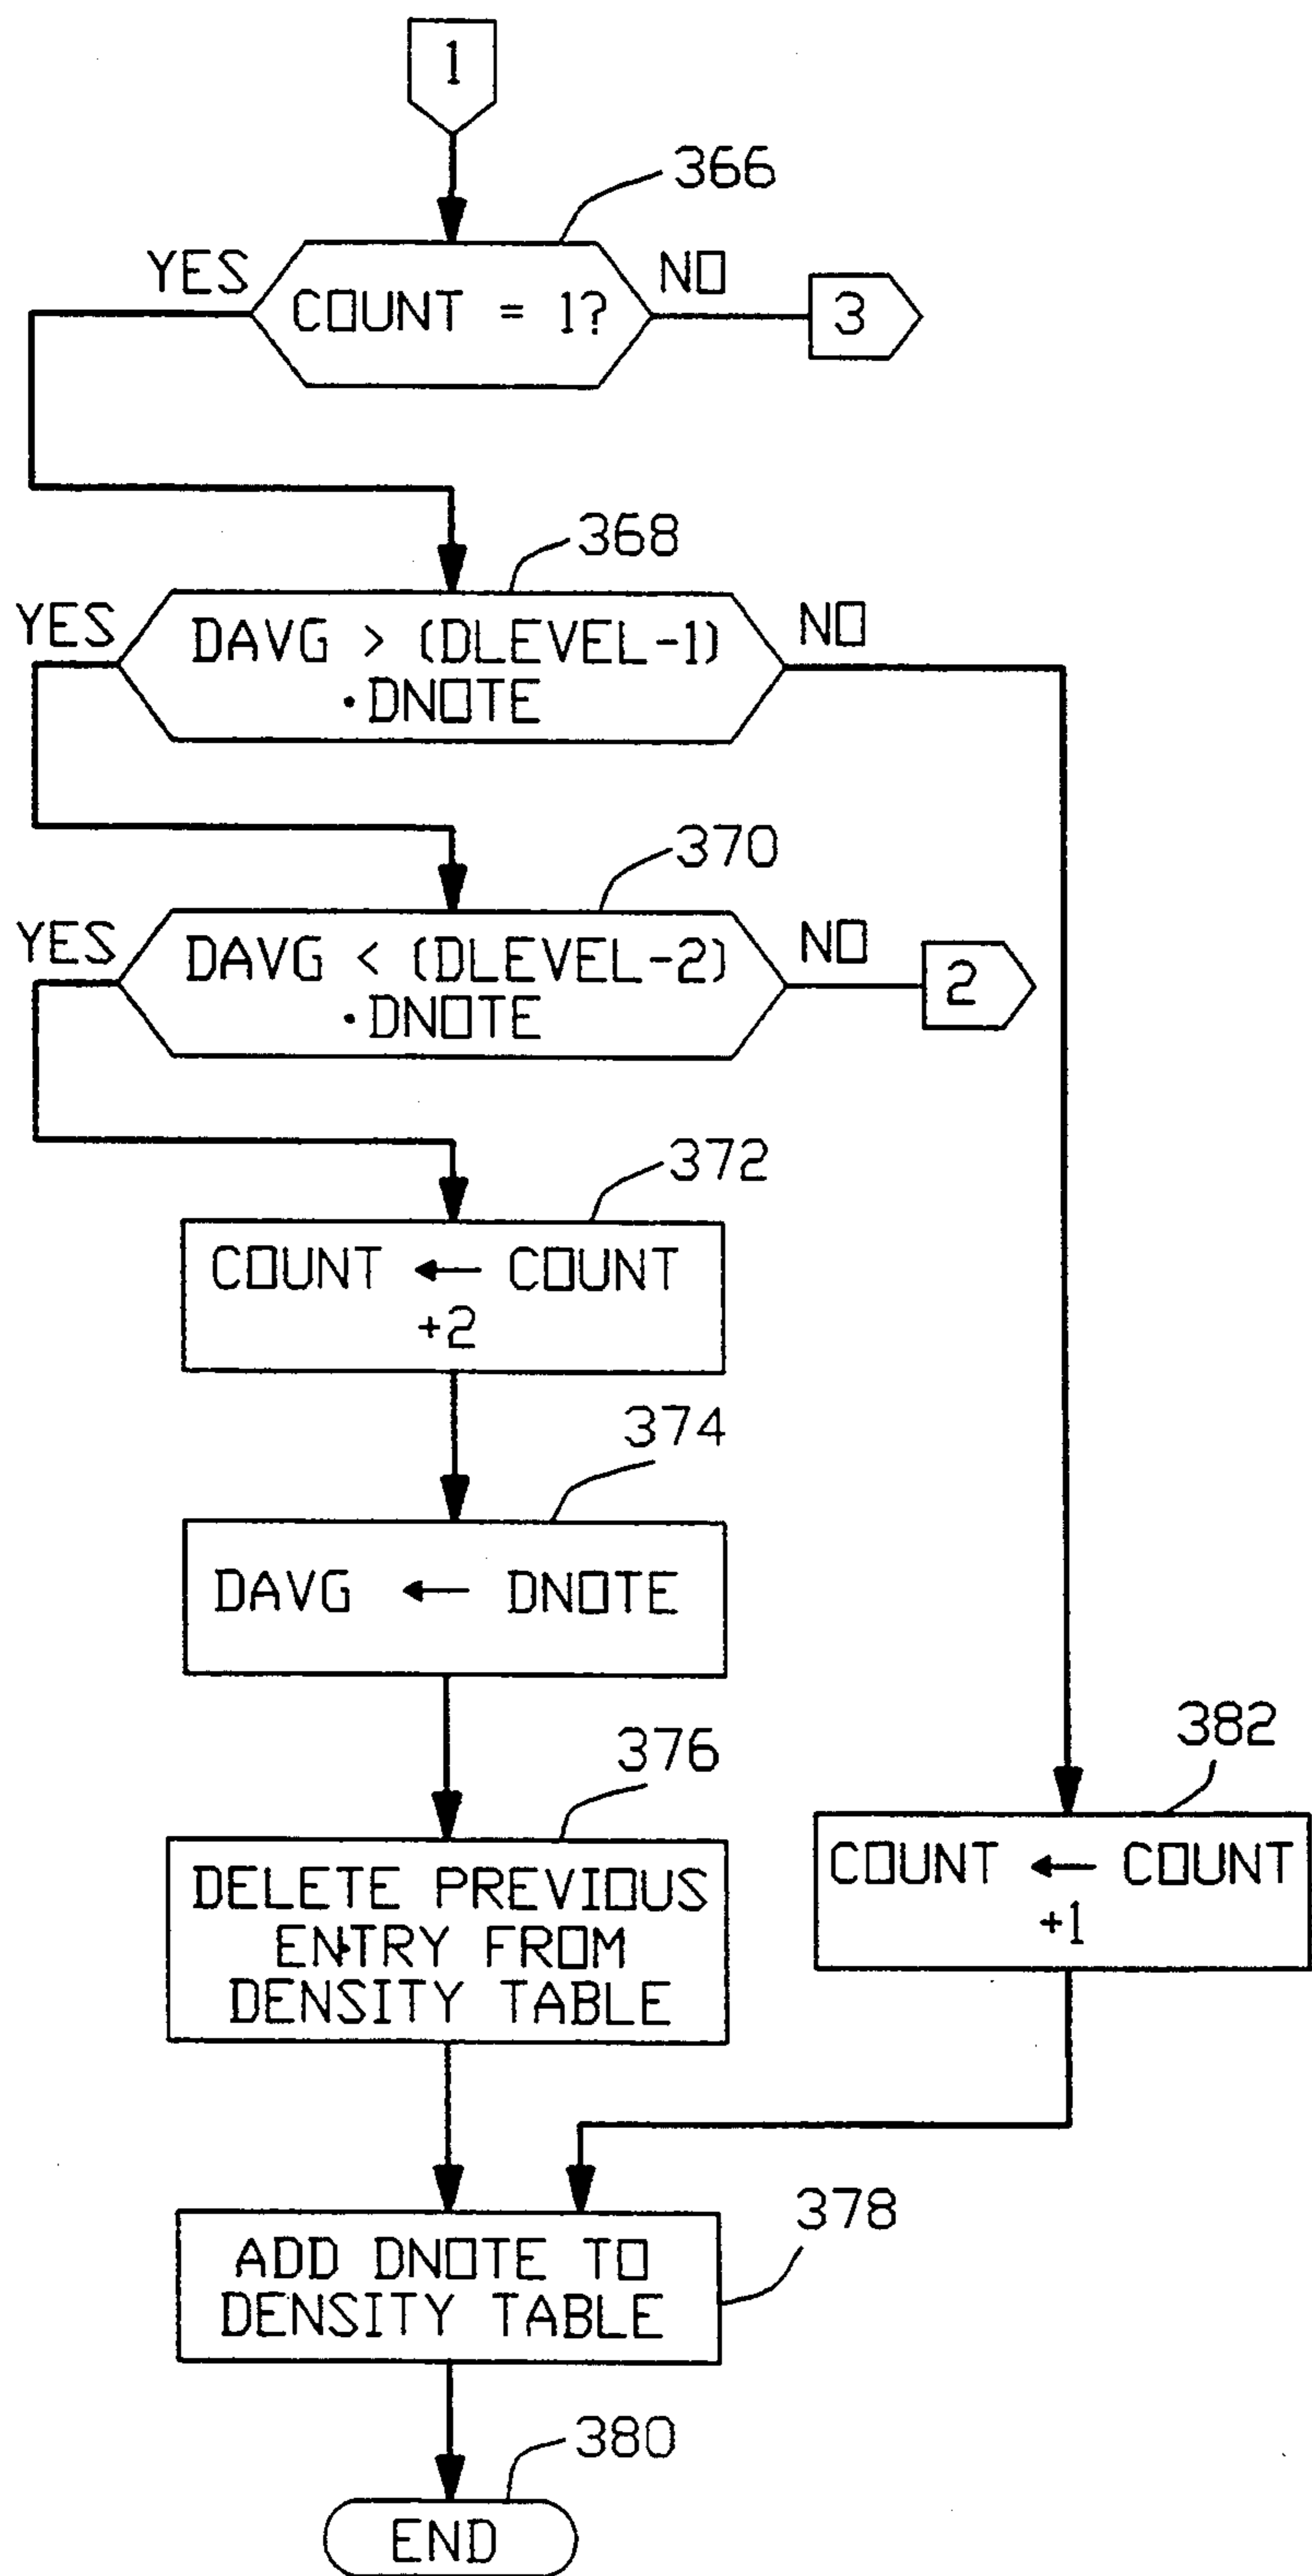 1
366
YES
NO
COUNT = 1?
3
368
YES
NO
DAVG > (DLEVEL-1)
·DNOTE
370
YES
NO
DAVG < (DLEVEL-2)
·DNOTE
2
372
COUNT ← COUNT
+2
374
DAVG ← DNOTE
376
DELETE PREVIOUS
ENTRY FROM
DENSITY TABLE
382
COUNT ← COUNT
+1
378
ADD DNOTE TO
DENSITY TABLE
380
END